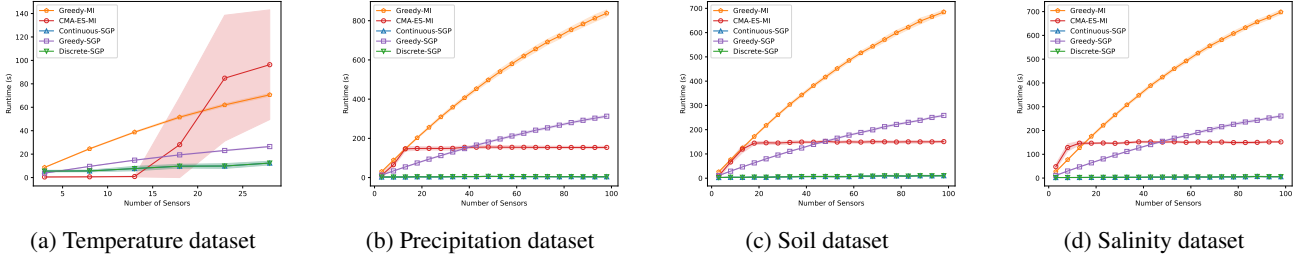 Greedy-MI
CMA-ES-MI
Continuous-SGP
Greedy-SGP
Discrete-SGP
Runtime (s)
140
120
100
80
60
40
20
0
5 10 15 20 25
Number of Sensors
(a) Temperature dataset
Greedy-MI
CMA-ES-MI
Continuous-SGP
Greedy-SGP
Discrete-SGP
Runtime (s)
800
600
400
200
0
0 20 40 60 80 100
Number of Sensors
(b) Precipitation dataset
Greedy-MI
CMA-ES-MI
Continuous-SGP
Greedy-SGP
Discrete-SGP
Runtime (s)
700
600
500
400
300
200
100
0
0 20 40 60 80 100
Number of Sensors
(c) Soil dataset
Greedy-MI
CMA-ES-MI
Continuous-SGP
Greedy-SGP
Discrete-SGP
Runtime (s)
700
600
500
400
300
200
100
0
0 20 40 60 80 100
Number of Sensors
(d) Salinity dataset